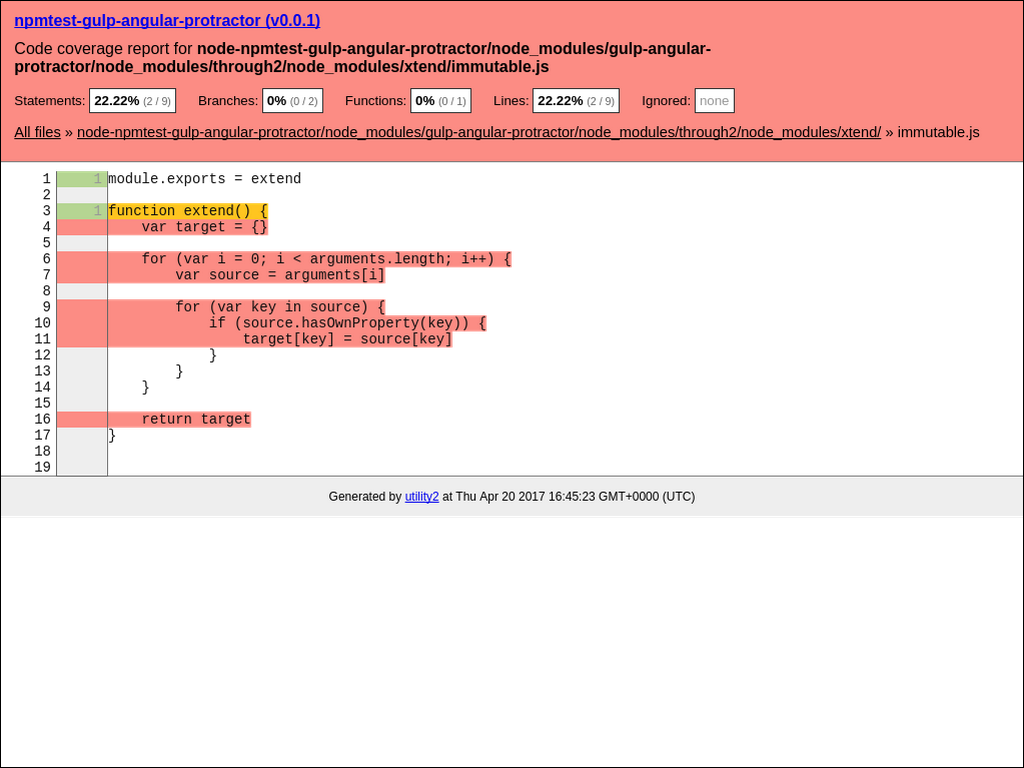 npmtest-gulp-angular-protractor (v0.0.1)
Code coverage report for node-npmtest-gulp-angular-protractor/node_modules/gulp-angular-
protractor/node_modules/through2/node_modules/xtend/immutable.js
Statements: 22.22% (2 / 9) Branches: 0% (0 / 2) Functions: 0% (0 / 1) Lines: 22.22% (2 / 9) Ignored: none
All files » node-npmtest-gulp-angular-protractor/node_modules/gulp-angular-protractor/node_modules/through2/node_modules/xtend/ » immutable.js
1 1 module.exports = extend
2
3 1 function extend() {
4     var target = {}
5
6     for (var i = 0; i < arguments.length; i++) {
7         var source = arguments[i]
8
9         for (var key in source) {
10             if (source.hasOwnProperty(key)) {
11                 target[key] = source[key]
12             }
13         }
14     }
15
16     return target
17 }
18
19
Generated by utility2 at Thu Apr 20 2017 16:45:23 GMT+0000 (UTC)